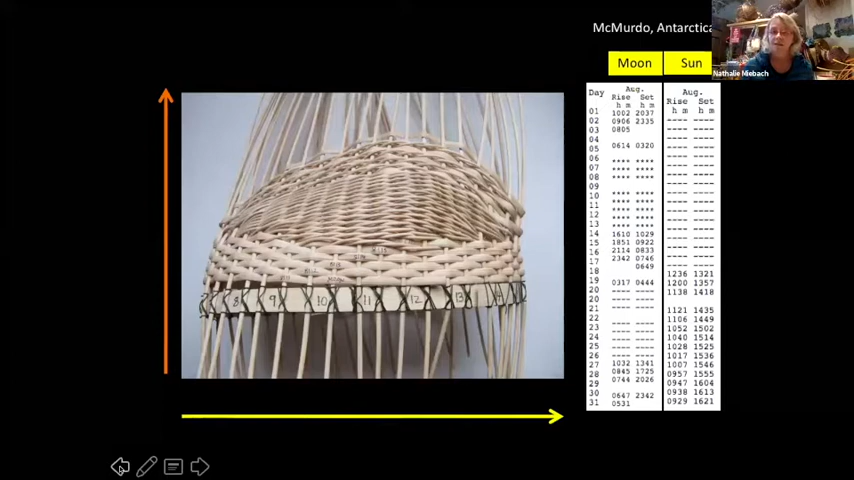 McMurdo, Antarctica
Moon Sun
Nathalie Miebach
Aug. Aug.
Day Rise Set Rise Set
h m h m
01 1002 2037 ---- ----
02 0906 2335 ---- ----
03 0805 ---- ----
04 ---- ----
05 0614 0320 ---- ----
06 **** **** ---- ----
07 **** **** ---- ----
08 **** **** ---- ----
09 ---- ----
10 **** **** ---- ----
11 **** **** ---- ----
12 **** **** ---- ----
13 **** **** ---- ----
14 1610 1029 ---- ----
15 1851 0922 ---- ----
16 2114 0833 ---- ----
17 2342 0746 ---- ----
18 0649 1236 1321
19 0317 0444 1200 1357
20 ---- ---- 1138 1418
20 ---- ----
21 ---- ---- 1121 1435
22 1106 1449
23 ---- ---- 1052 1502
24 ---- ---- 1040 1514
25 ---- ---- 1028 1525
26 ---- ---- 1017 1536
27 1032 1341 1007 1546
28 0845 1725 0957 1555
29 0744 2026 0947 1604
30 0647 2342 0938 1613
31 0531 0929 1621
8 9 10 11 12 13